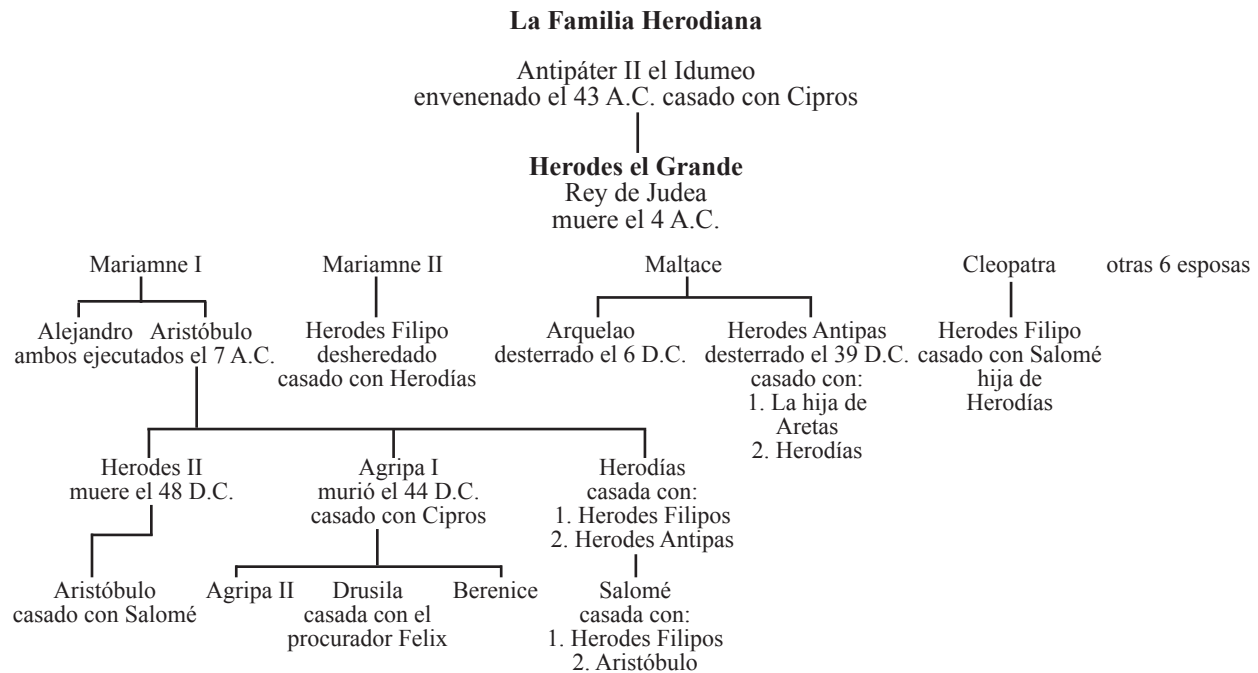 La Familia Herodiana
Antipáter II el Idumeo
envenenado el 43 A.C. casado con Cipros
Herodes el Grande
Rey de Judea
muere el 4 A.C.
Mariamne I
Mariamne II
Maltace
Cleopatra
otras 6 esposas
Alejandro Aristóbulo
ambos ejecutados el 7 A.C.
Herodes Filipo
desheredado
casado con Herodías
Arquelao
desterrado el 6 D.C.
Herodes Antipas
desterrado el 39 D.C.
casado con:
1. La hija de
Aretas
2. Herodías
Herodes Filipo
casado con Salomé
hija de
Herodías
Herodes II
muere el 48 D.C.
Agripa I
murió el 44 D.C.
casado con Cipros
Herodías
casada con:
1. Herodes Filipos
2. Herodes Antipas
Aristóbulo
casado con Salomé
Agripa II
Drusila
casada con el
procurador Felix
Berenice
Salomé
casada con:
1. Herodes Filipos
2. Aristóbulo